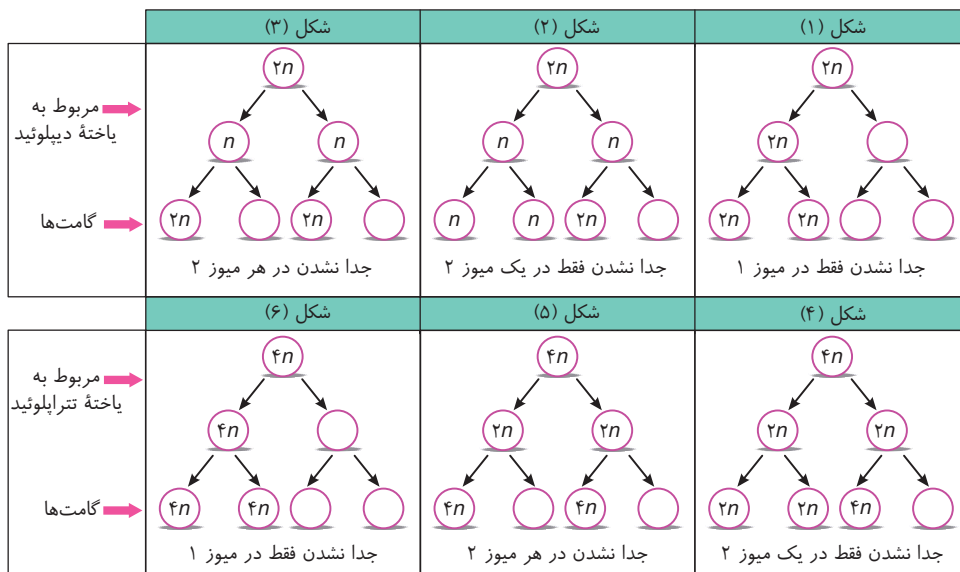 شکل (۱)
شکل (۲)
شکل (۳)
مربوط به
یاختهٔ دیپلوئید
۲n
۲n
۲n
۲n
n
n
n
n
گامت‌ها
۲n
۲n
n
n
۲n
۲n
۲n
جدا نشدن فقط در میوز ۱
جدا نشدن فقط در یک میوز ۲
جدا نشدن در هر میوز ۲
شکل (۴)
شکل (۵)
شکل (۶)
مربوط به
یاختهٔ تتراپلوئید
۴n
۴n
۴n
۲n
۲n
۲n
۲n
۴n
گامت‌ها
۲n
۲n
۴n
۴n
۴n
۴n
۴n
جدا نشدن فقط در یک میوز ۲
جدا نشدن در هر میوز ۲
جدا نشدن فقط در میوز ۱